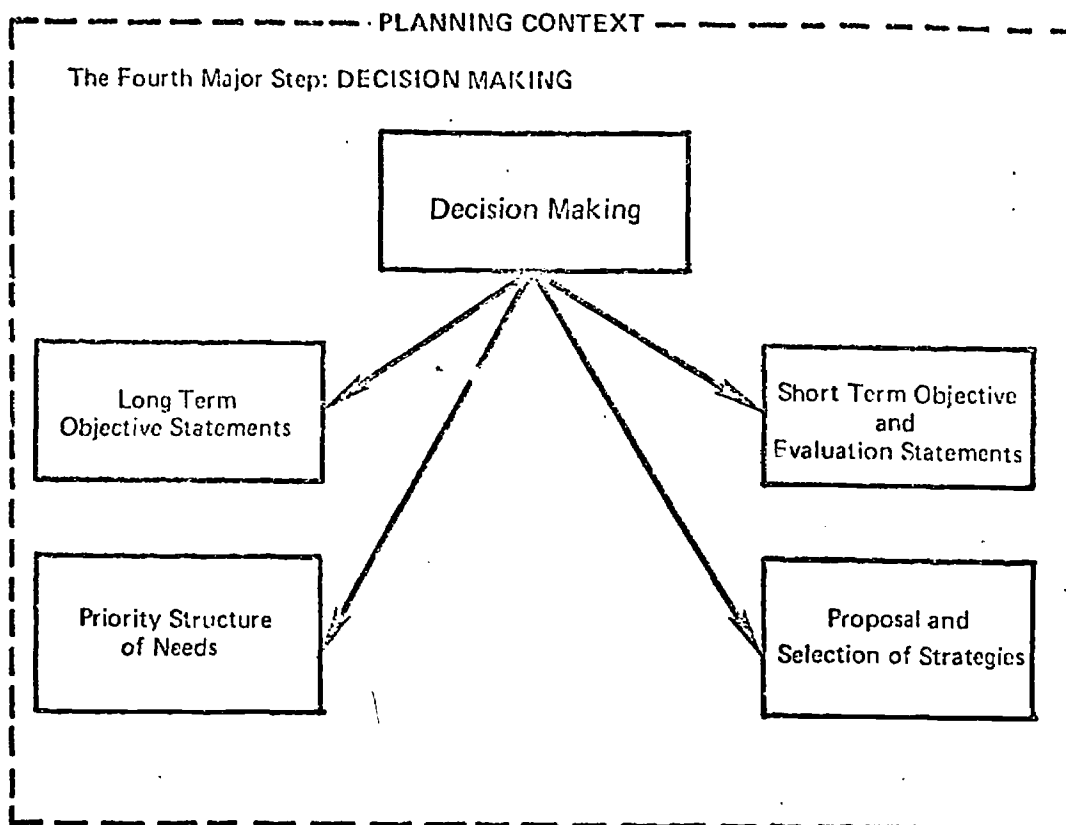 PLANNING CONTEXT
The Fourth Major Step: DECISION MAKING
Decision Making
Long Term
Objective Statements
Short Term Objective
and
Evaluation Statements
Priority Structure
of Needs
Proposal and
Selection of Strategies